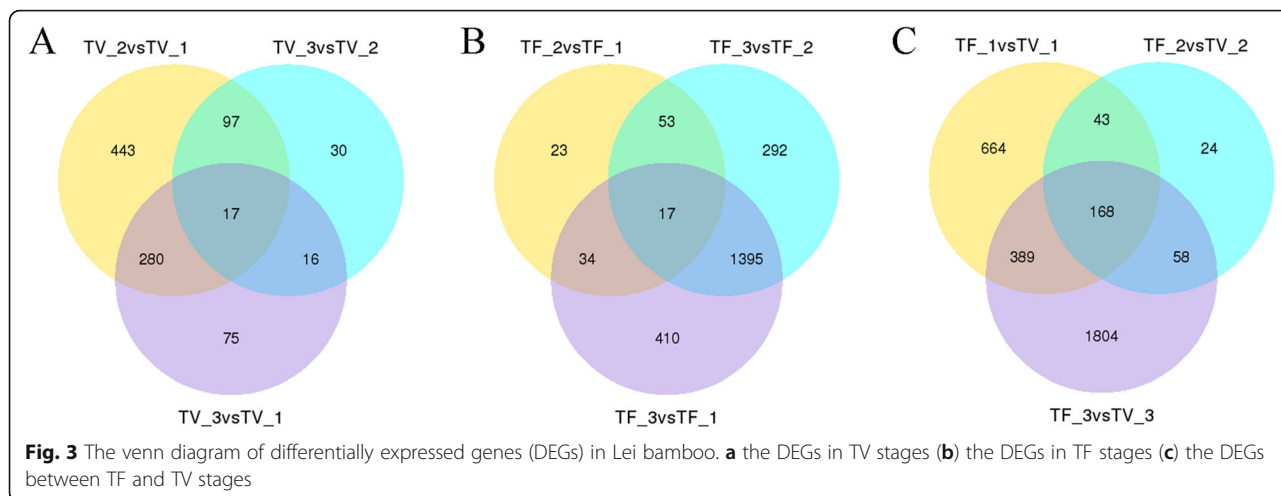 A
TV_2vsTV_1
TV_3vsTV_2
97
443
30
17
280
16
75
TV_3vsTV_1
B
TF_2vsTF_1
TF_3vsTF_2
53
23
292
17
34
1395
410
TF_3vsTF_1
C
TF_1vsTV_1
TF_2vsTV_2
43
664
24
168
389
58
1804
TF_3vsTV_3
Fig. 3 The venn diagram of differentially expressed genes (DEGs) in Lei bamboo. a the DEGs in TV stages (b) the DEGs in TF stages (c) the DEGs
between TF and TV stages